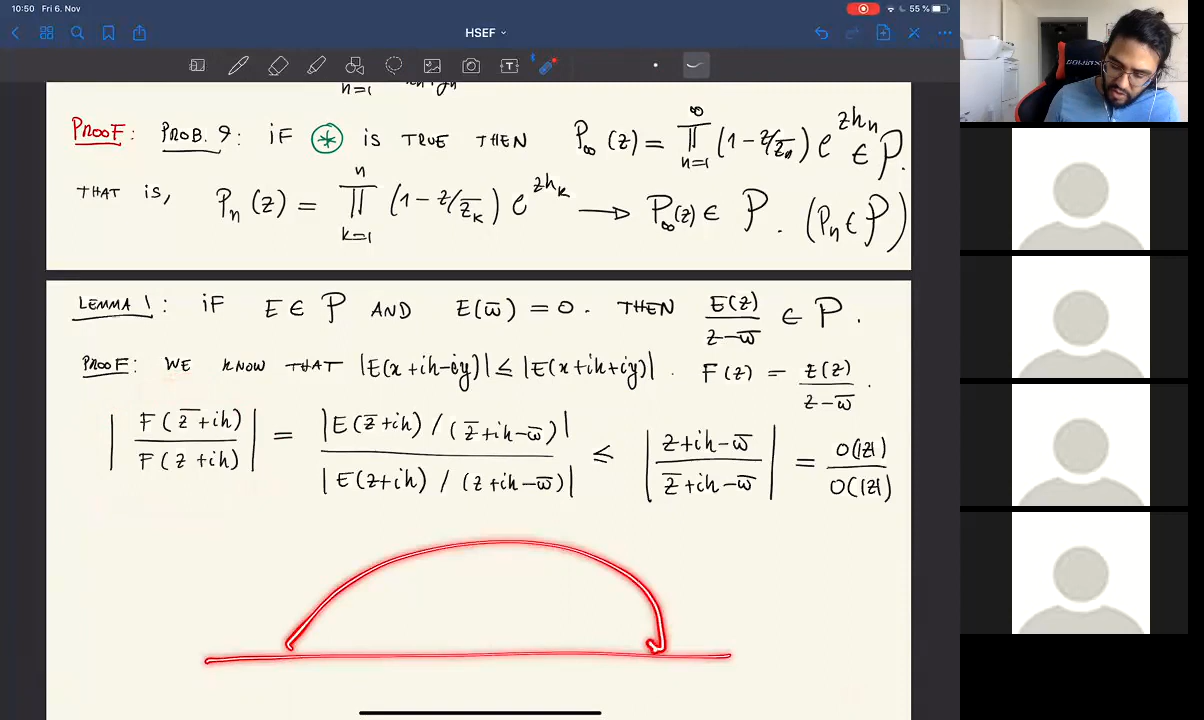 10:50 Fri 6. Nov
55 %
HSEF
n=1
PROOF: PROB. 9: IF ⊛ IS TRUE THEN P∞(z) = ∏_{n=1}^{∞} (1 - z/z̄n) e^{zhn} ∈ P.
THAT IS, Pn(z) = ∏_{k=1}^{n} (1 - z/z̄k) e^{zhk} ⟶ P∞(z) ∈ P. (Pn ∈ P)
LEMMA 1: IF E ∈ P AND E(ω̄) = 0. THEN E(z)/(z-ω̄) ∈ P.
PROOF: WE KNOW THAT |E(x+ih-iy)| ≤ |E(x+ih+iy)|. F(z) = E(z)/(z-ω̄).
|F(z̄+ih)/F(z+ih)| = |E(z̄+ih)/(z̄+ih-ω̄)| / |E(z+ih)/(z+ih-ω̄)| ≤ |(z+ih-ω̄)/(z̄+ih-ω̄)| = O(|z|)/O(|z|)